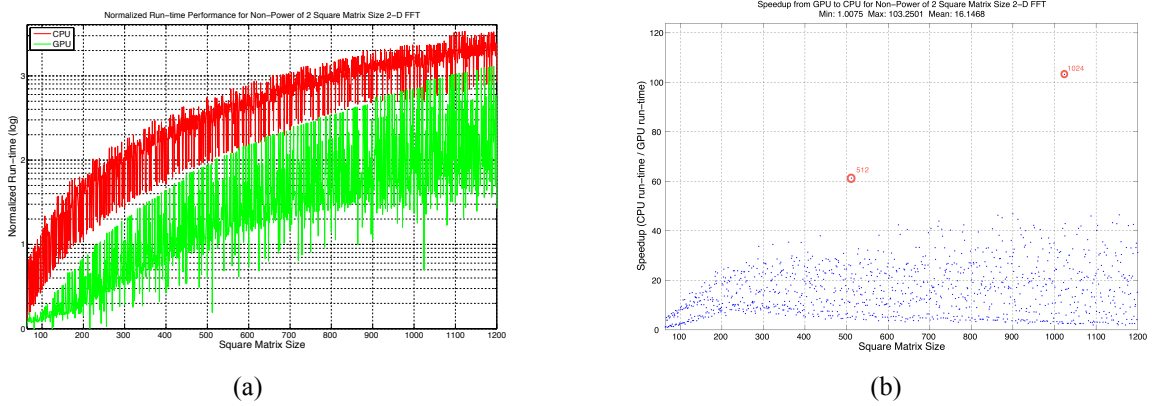 Normalized Run-time Performance for Non-Power of 2 Square Matrix Size 2-D FFT
CPU
GPU
Normalized Run-time (log)
3
2
1
0
100 200 300 400 500 600 700 800 900 1000 1100 1200
Square Matrix Size
(a)
Speedup from GPU to CPU for Non-Power of 2 Square Matrix Size 2-D FFT
Min: 1.0075 Max: 103.2501 Mean: 16.1468
Speedup (CPU run-time / GPU run-time)
120
100
80
60
40
20
0
1024
512
100 200 300 400 500 600 700 800 900 1000 1100 1200
Square Matrix Size
(b)